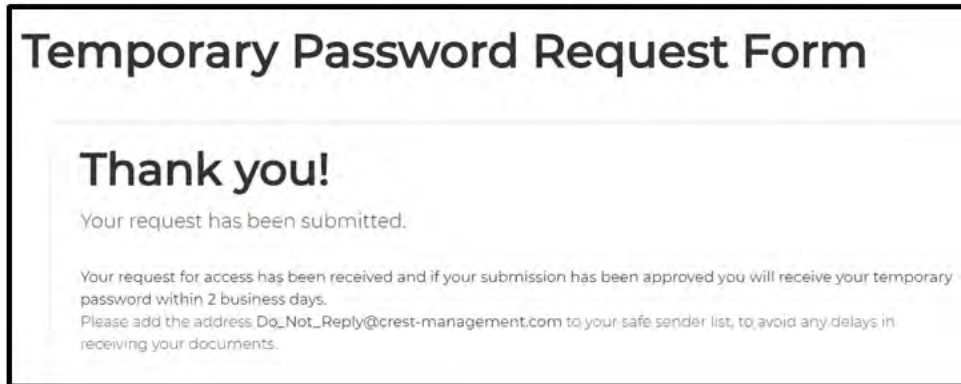 Temporary Password Request Form
Thank you!
Your request has been submitted.
Your request for access has been received and if your submission has been approved you will receive your temporary
password within 2 business days.
Please add the address Do_Not_Reply@crest-management.com to your safe sender list, to avoid any delays in
receiving your documents.